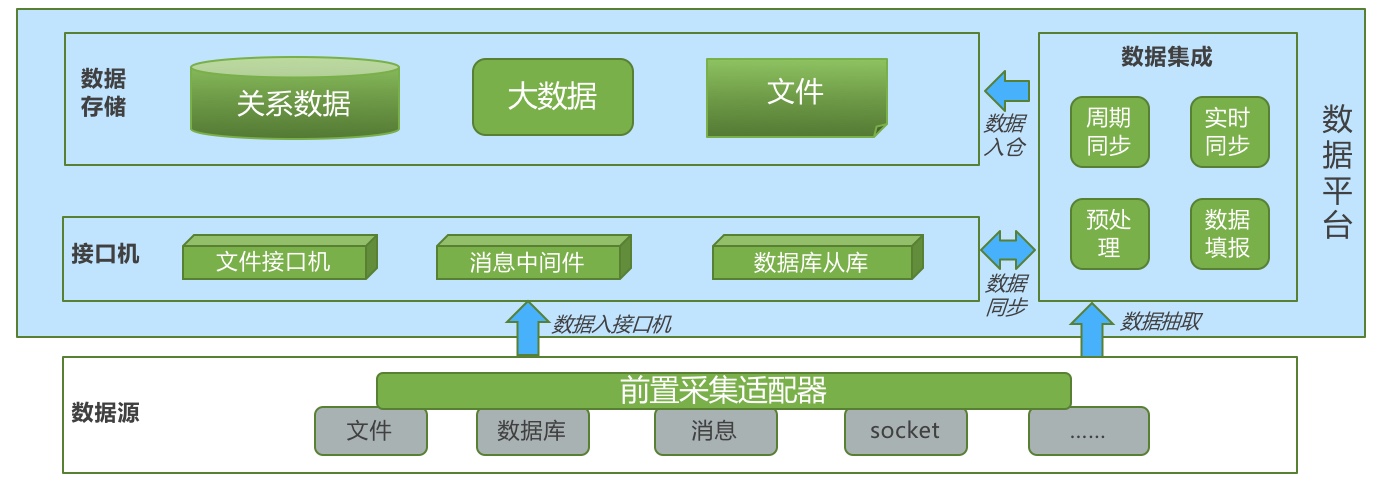 数据
存储
关系数据
大数据
文件
数据
入仓
数据集成
周期
同步
实时
同步
预处
理
数据
填报
数据平台
接口机
文件接口机
消息中间件
数据库从库
数据
同步
数据入接口机
数据抽取
数据源
前置采集适配器
文件
数据库
消息
socket
……